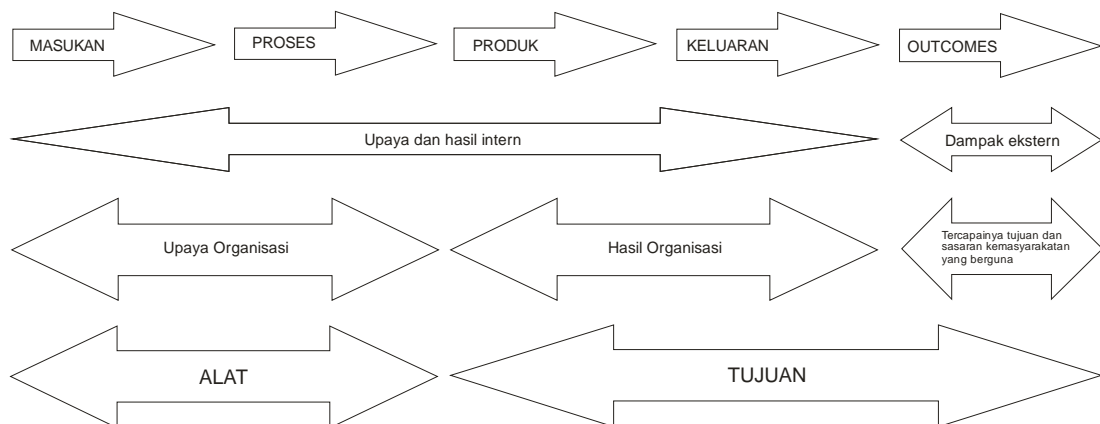 MASUKAN
PROSES
PRODUK
KELUARAN
OUTCOMES
Upaya dan hasil intern
Dampak ekstern
Upaya Organisasi
Hasil Organisasi
Tercapainya tujuan dan
sasaran kemasyarakatan
yang berguna
ALAT
TUJUAN